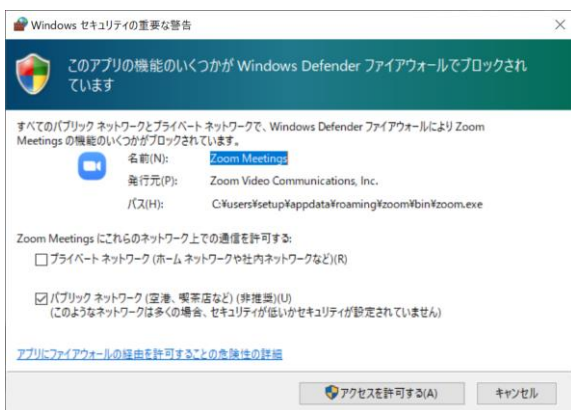 Windows セキュリティの重要な警告
このアプリの機能のいくつかが Windows Defender ファイアウォールでブロックされ
ています
すべてのパブリック ネットワークとプライベート ネットワークで、Windows Defender ファイアウォールにより Zoom
Meetings の機能のいくつかがブロックされています。
名前(N): Zoom Meetings
発行元(P): Zoom Video Communications, Inc.
パス(H): C:¥users¥setup¥appdata¥roaming¥zoom¥bin¥zoom.exe
Zoom Meetings にこれらのネットワーク上での通信を許可する:
プライベート ネットワーク (ホーム ネットワークや社内ネットワークなど)(R)
パブリック ネットワーク (空港、喫茶店など) (非推奨)(U)
(このようなネットワークは多くの場合、セキュリティが低いかセキュリティが設定されていません)
アプリにファイアウォールの経由を許可することの危険性の詳細
アクセスを許可する(A) キャンセル